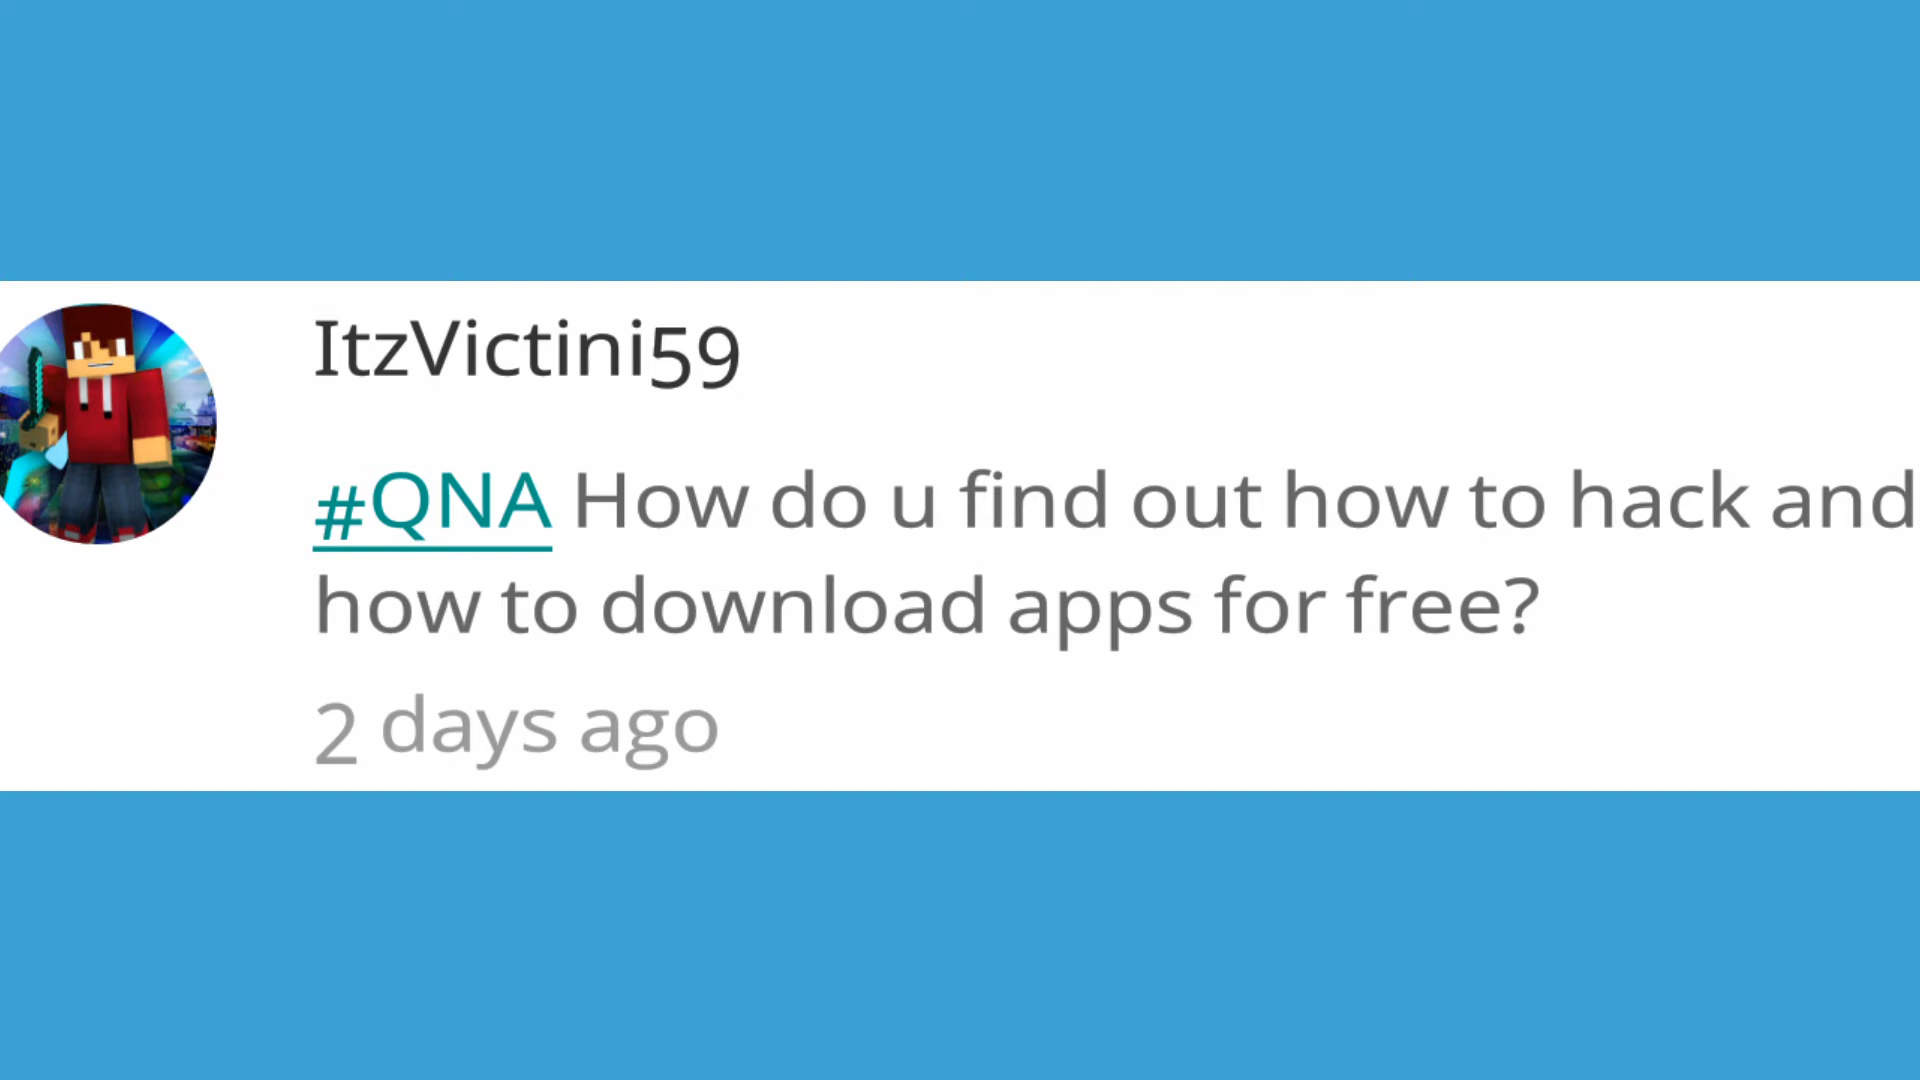 ItzVictini59
#QNA How do u find out how to hack and
how to download apps for free?
2 days ago